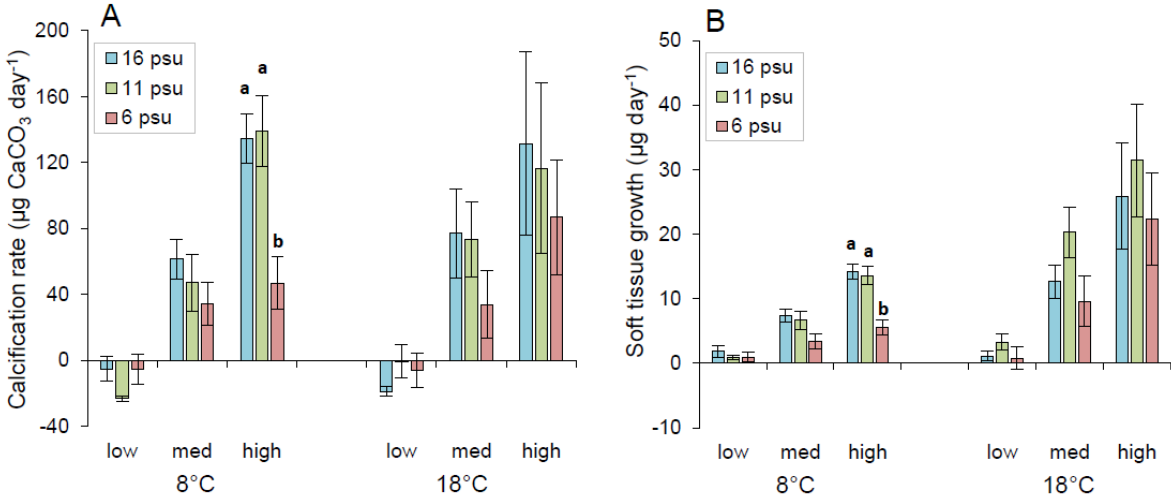 A
Calcification rate (µg CaCO₃ day⁻¹)
200
160
120
80
40
0
-40
16 psu
11 psu
6 psu
a
a
b
low med high low med high
8°C 18°C
B
Soft tissue growth (µg day⁻¹)
50
40
30
20
10
0
-10
16 psu
11 psu
6 psu
a
a
b
low med high low med high
8°C 18°C